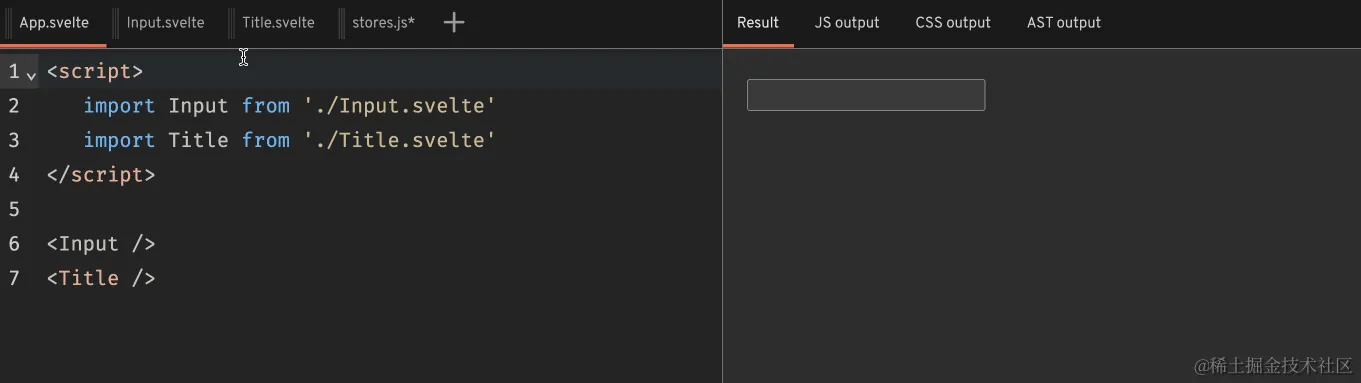 App.svelte Input.svelte Title.svelte stores.js* +
Result JS output CSS output AST output
1 <script>
2 import Input from './Input.svelte'
3 import Title from './Title.svelte'
4 </script>
5
6 <Input />
7 <Title />
@稀土掘金技术社区